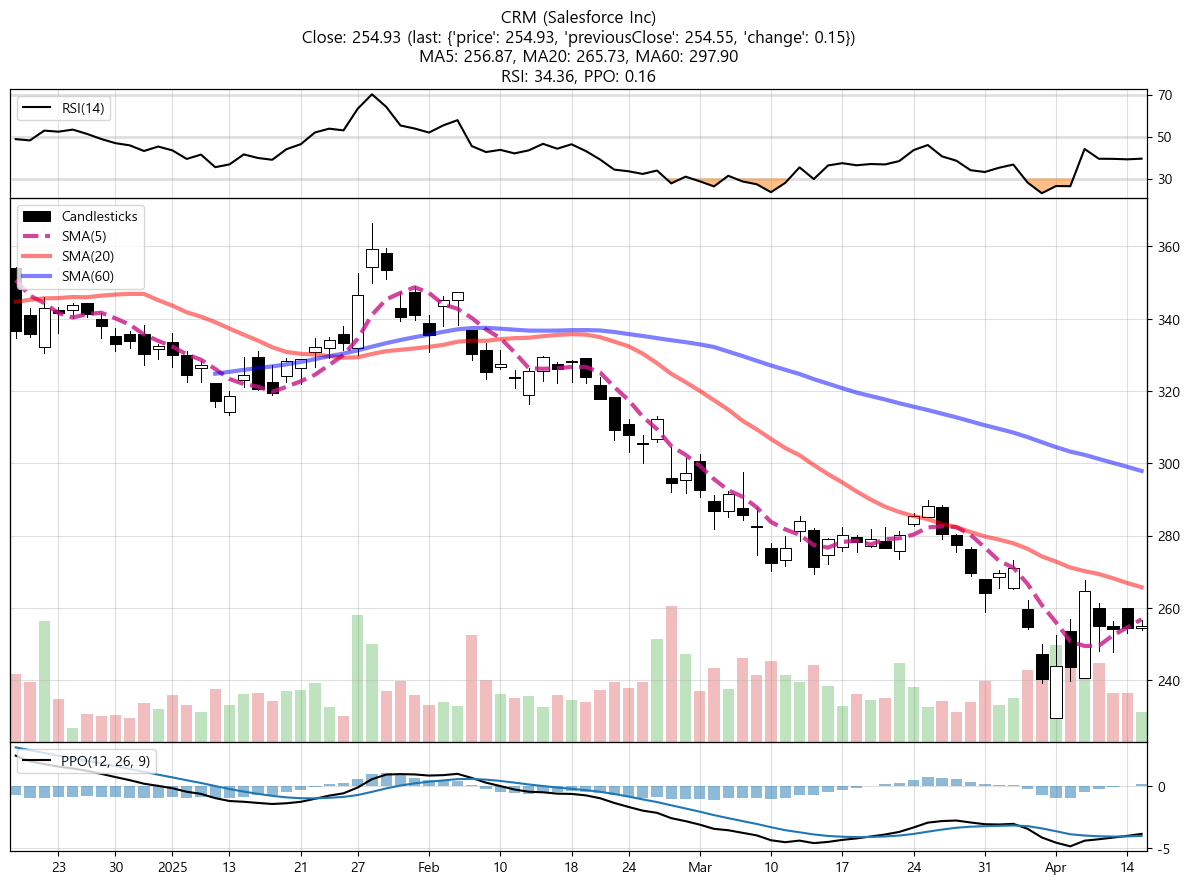 CRM (Salesforce Inc)
Close: 254.93 (last: {'price': 254.93, 'previousClose': 254.55, 'change': 0.15})
MA5: 256.87, MA20: 265.73, MA60: 297.90
RSI: 34.36, PPO: 0.16
RSI(14)
70
50
30
Candlesticks
SMA(5)
SMA(20)
SMA(60)
360
340
320
300
280
260
240
PPO(12, 26, 9)
0
-5
23 30 2025 13 21 27 Feb 10 18 24 Mar 10 17 24 31 Apr 14